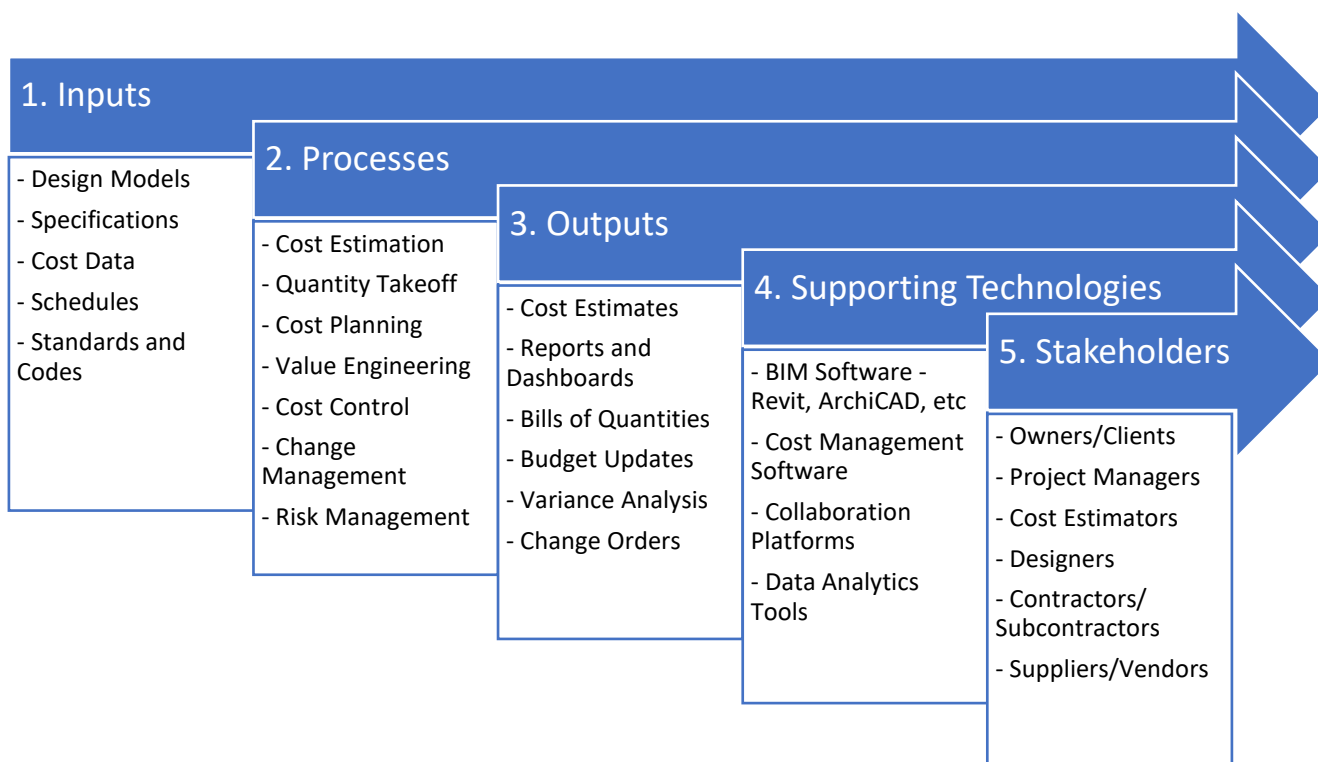 1. Inputs
- Design Models
- Specifications
- Cost Data
- Schedules
- Standards and
Codes
2. Processes
- Cost Estimation
- Quantity Takeoff
- Cost Planning
- Value Engineering
- Cost Control
- Change
Management
- Risk Management
3. Outputs
- Cost Estimates
- Reports and
Dashboards
- Bills of Quantities
- Budget Updates
- Variance Analysis
- Change Orders
4. Supporting Technologies
- BIM Software -
Revit, ArchiCAD, etc
- Cost Management
Software
- Collaboration
Platforms
- Data Analytics
Tools
5. Stakeholders
- Owners/Clients
- Project Managers
- Cost Estimators
- Designers
- Contractors/
Subcontractors
- Suppliers/Vendors